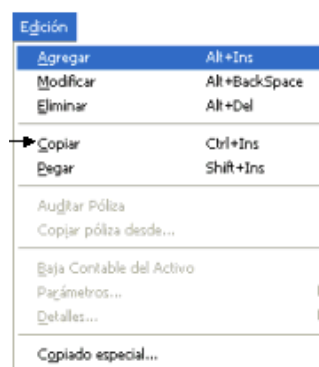 Edición
Agregar Alt+Ins
Modificar Alt+BackSpace
Eliminar Alt+Del
Copiar Ctrl+Ins
Pegar Shift+Ins
Auditar Póliza
Copiar póliza desde...
Baja Contable del Activo
Parámetros...
Detalles...
Copiado especial...